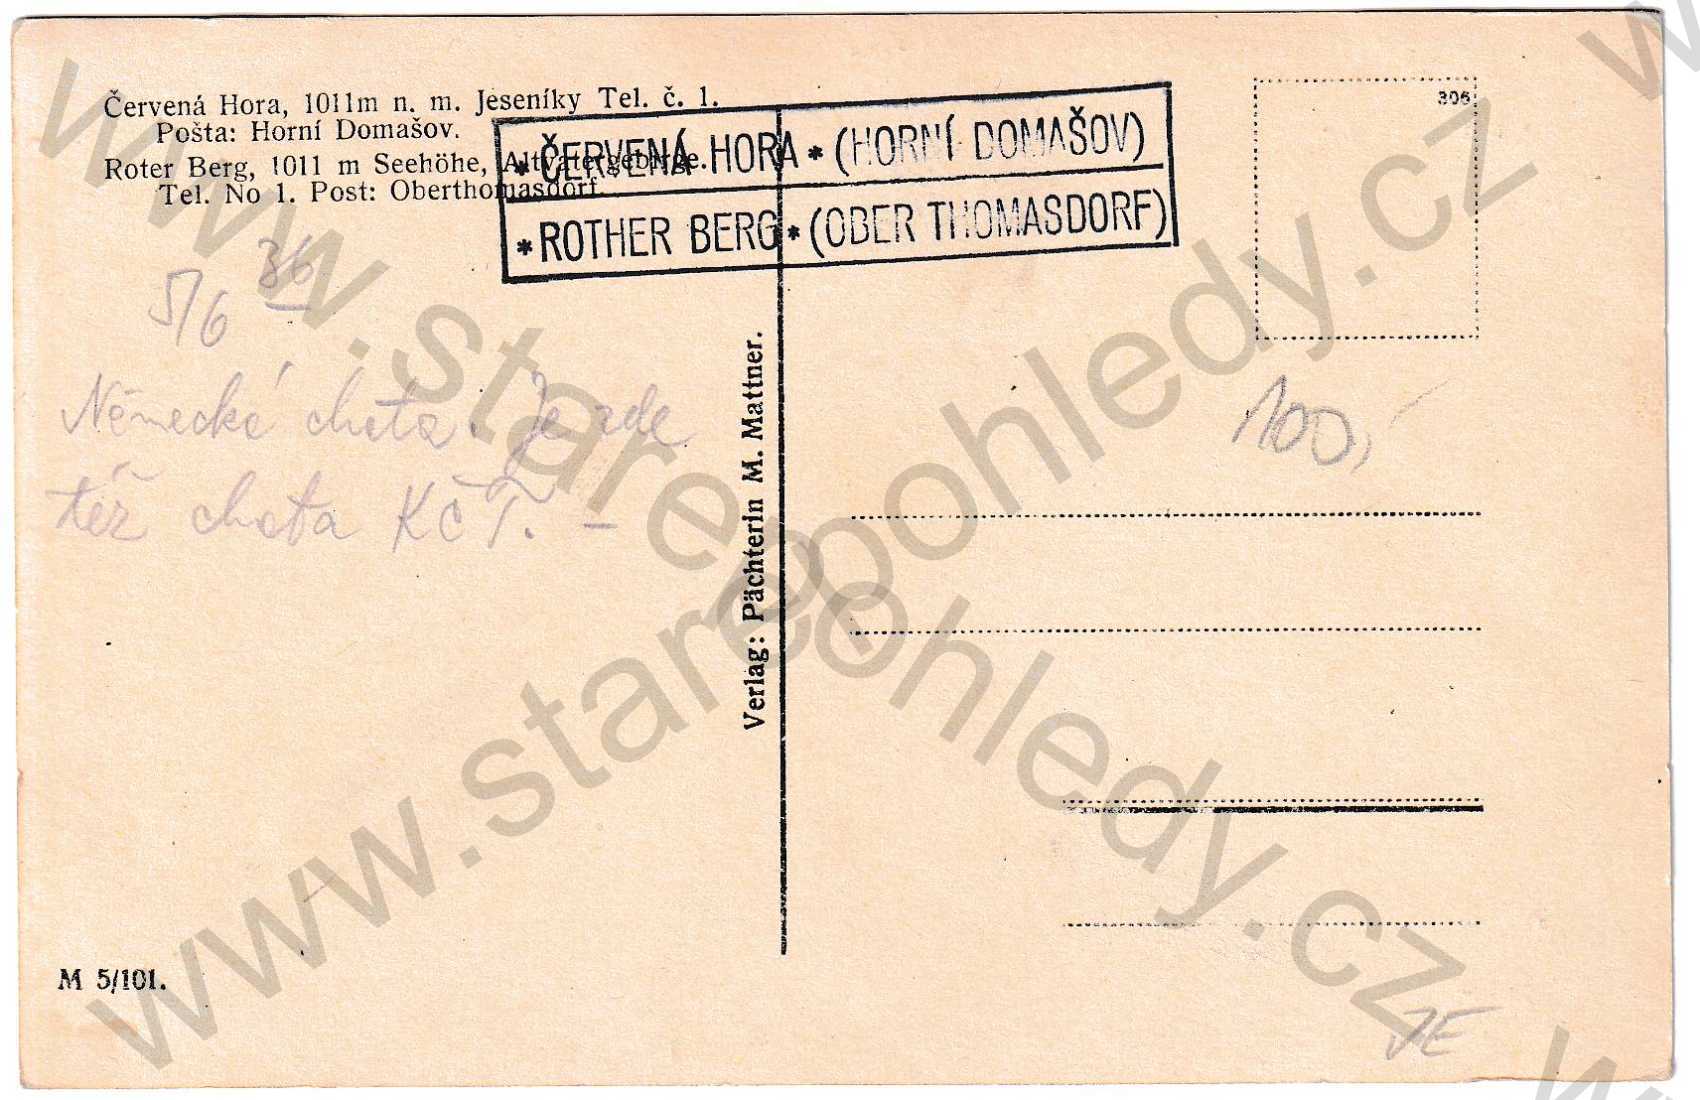 Červená Hora, 1011m n. m. Jeseníky Tel. č. 1.
Pošta: Horní Domašov.
Roter Berg, 1011 m Seehöhe, Altvatergebirge.
Tel. No 1. Post: Oberthomasdorf.
* ČERVENÁ HORA * (HORNÍ DOMAŠOV)
* ROTHER BERG * (OBER THOMASDORF)
306
5/6 36
Německá chata. Je zde
též chata KČT. –
100,-
Verlag: Pächterin M. Mattner.
M 5/101.
JE
www.starepohledy.cz
www.starepohledy.cz